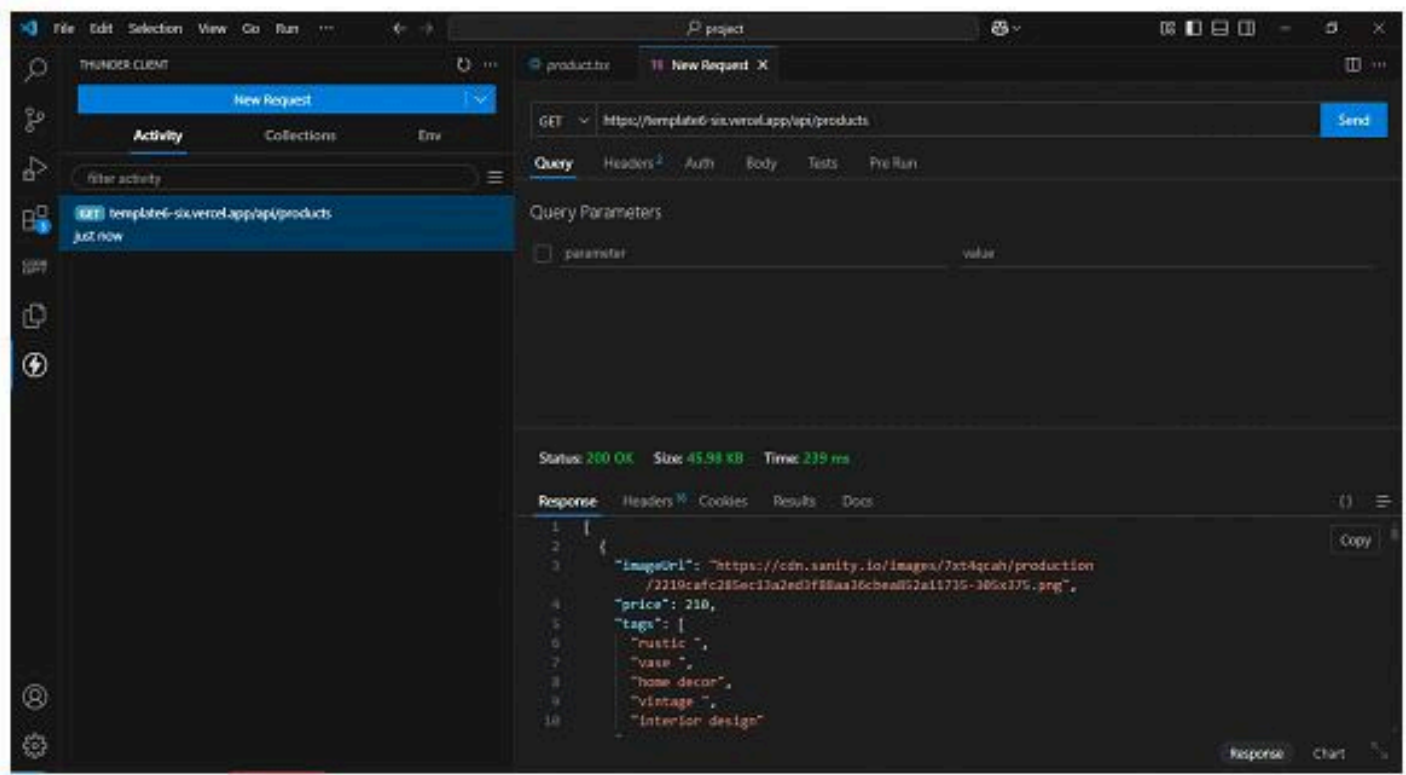 File Edit Selection View Go Run ... project
THUNDER CLIENT
New Request
Activity Collections Env
filter activity
GET template6-six.vercel.app/api/products
just now
product.tsx New Request
GET https://template6-six.vercel.app/api/products Send
Query Headers 2 Auth Body Tests Pre Run
Query Parameters
parameter value
Status: 200 OK Size: 45.98 KB Time: 239 ms
Response Headers 16 Cookies Results Docs
Copy
1 [
2 {
3 "imageUrl": "https://cdn.sanity.io/images/7xt4qcah/production
/2219cafc285ec13a2ed3f88aa36cbea852a11735-305x375.png",
4 "price": 210,
5 "tags": [
6 "rustic ",
7 "vase ",
8 "home decor",
9 "vintage ",
10 "interior design"
Response Chart